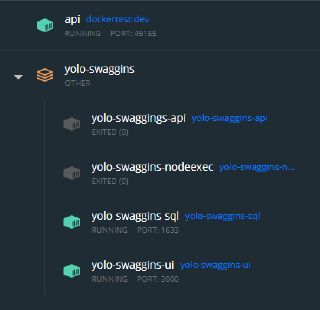 api dockertest:dev
RUNNING PORT: 49155
yolo-swaggins
OTHER
yolo-swaggings-api yolo-swaggins-api
EXITED (0)
yolo-swaggins-nodeexec yolo-swaggins-n...
EXITED (0)
yolo-swaggins-sql yolo-swaggins-sql
RUNNING PORT: 1633
yolo-swaggins-ui yolo-swaggins-ui
RUNNING PORT: 3000